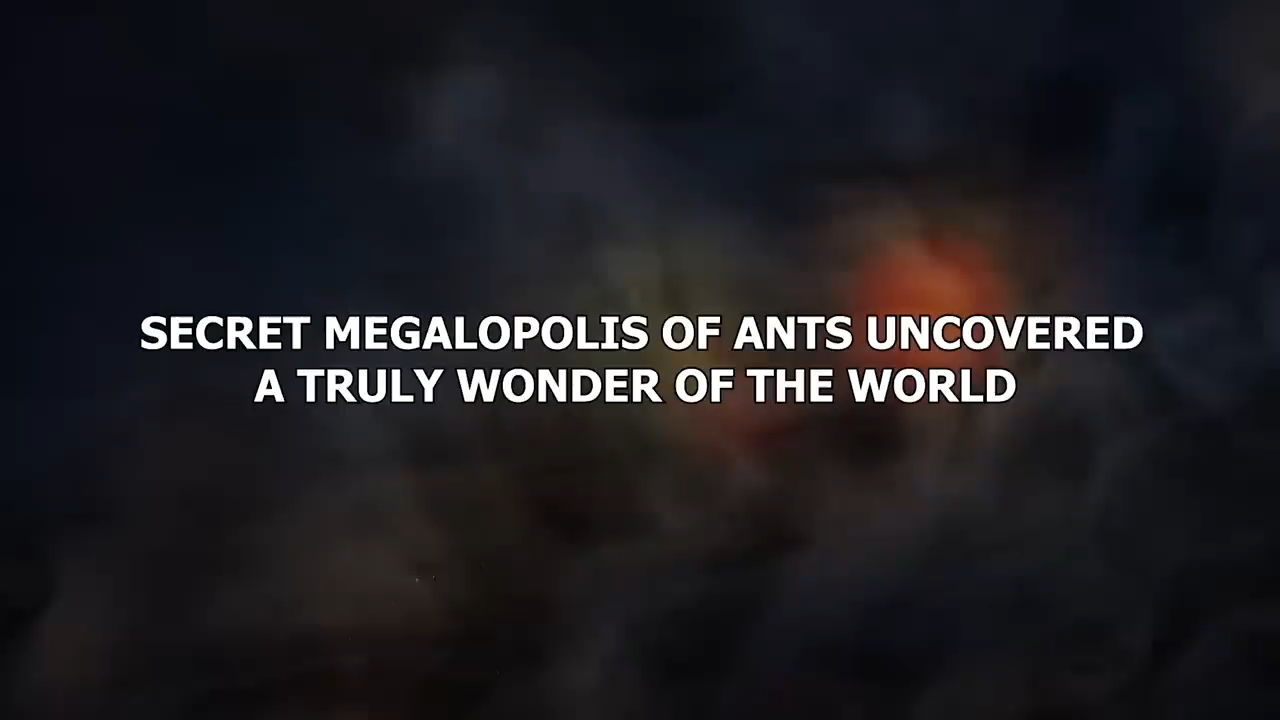 SECRET MEGALOPOLIS OF ANTS UNCOVERED
A TRULY WONDER OF THE WORLD